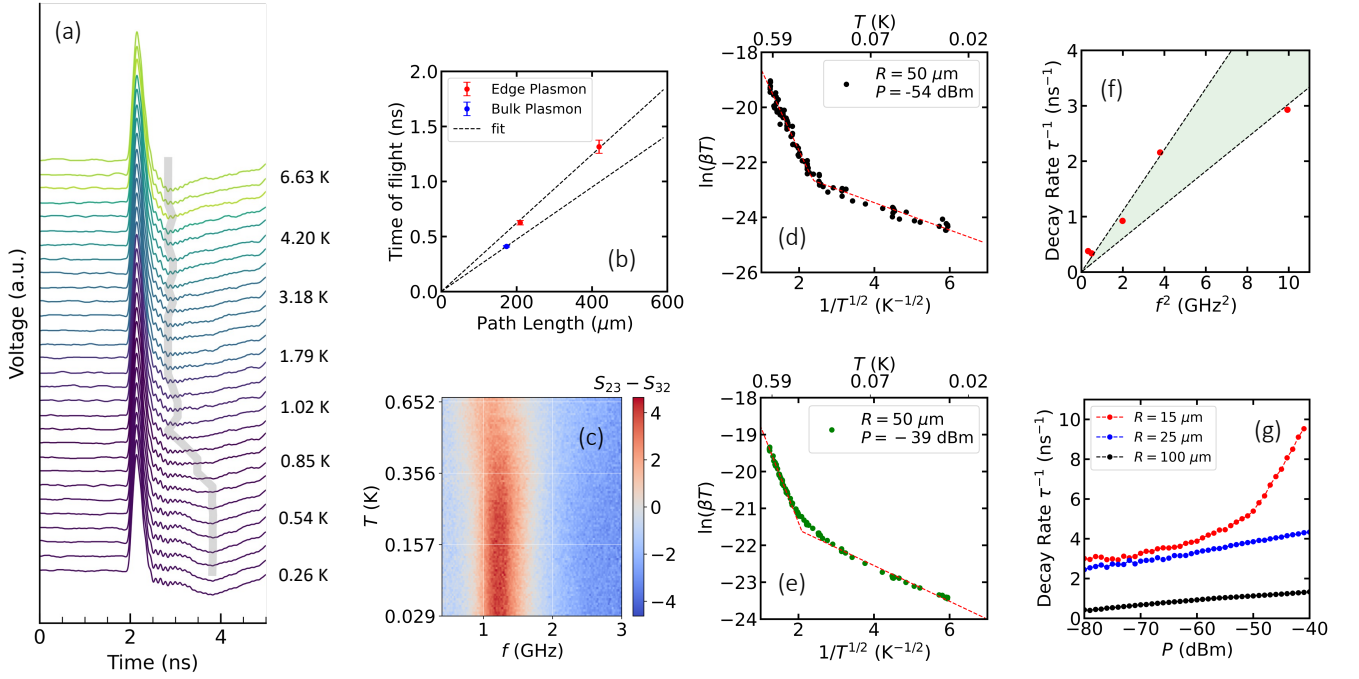 (a)
Voltage (a.u.)
6.63 K
4.20 K
3.18 K
1.79 K
1.02 K
0.85 K
0.54 K
0.26 K
0 2 4
Time (ns)
2.0
1.5
1.0
0.5
0.0
Time of flight (ns)
Edge Plasmon
Bulk Plasmon
fit
(b)
0 200 400 600
Path Length (μm)
S₂₃ − S₃₂
0.652
0.356
0.157
0.029
T (K)
(c)
4
2
0
−2
−4
1 2 3
f (GHz)
T (K)
0.59 0.07 0.02
−18
−20
−22
−24
−26
ln(βT)
R = 50 μm
P = -54 dBm
(d)
2 4 6
1/T^{1/2} (K^{−1/2})
T (K)
0.59 0.07 0.02
−18
−19
−20
−21
−22
−23
−24
ln(βT)
R = 50 μm
P = − 39 dBm
(e)
2 4 6
1/T^{1/2} (K^{−1/2})
4
3
2
1
0
Decay Rate τ⁻¹ (ns⁻¹)
(f)
0 2 4 6 8 10
f² (GHz²)
10
8
6
4
2
0
Decay Rate τ⁻¹ (ns⁻¹)
R = 15 μm
R = 25 μm
R = 100 μm
(g)
−80 −70 −60 −50 −40
P (dBm)